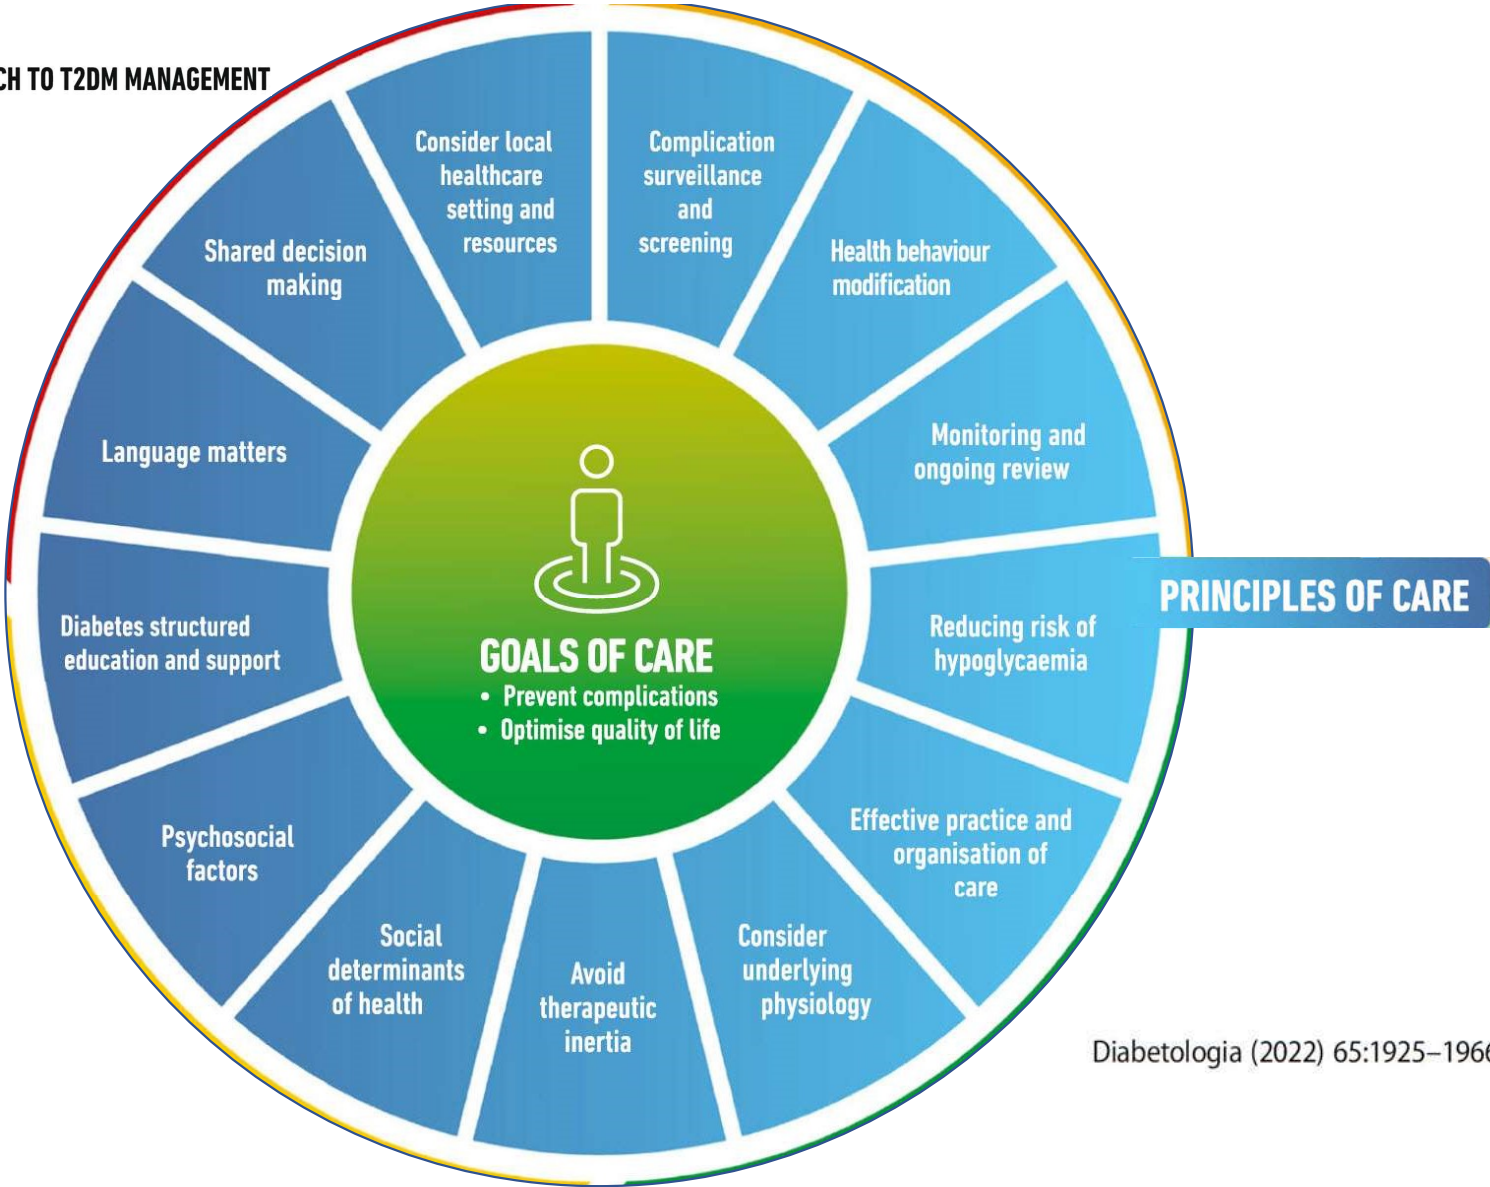 CH TO T2DM MANAGEMENT
Consider local
healthcare
setting and
resources
Complication
surveillance
and
screening
Health behaviour
modification
Monitoring and
ongoing review
Reducing risk of
hypoglycaemia
Effective practice and
organisation of
care
Consider
underlying
physiology
Avoid
therapeutic
inertia
Social
determinants
of health
Psychosocial
factors
Diabetes structured
education and support
Language matters
Shared decision
making
GOALS OF CARE
• Prevent complications
• Optimise quality of life
PRINCIPLES OF CARE
Diabetologia (2022) 65:1925–1966